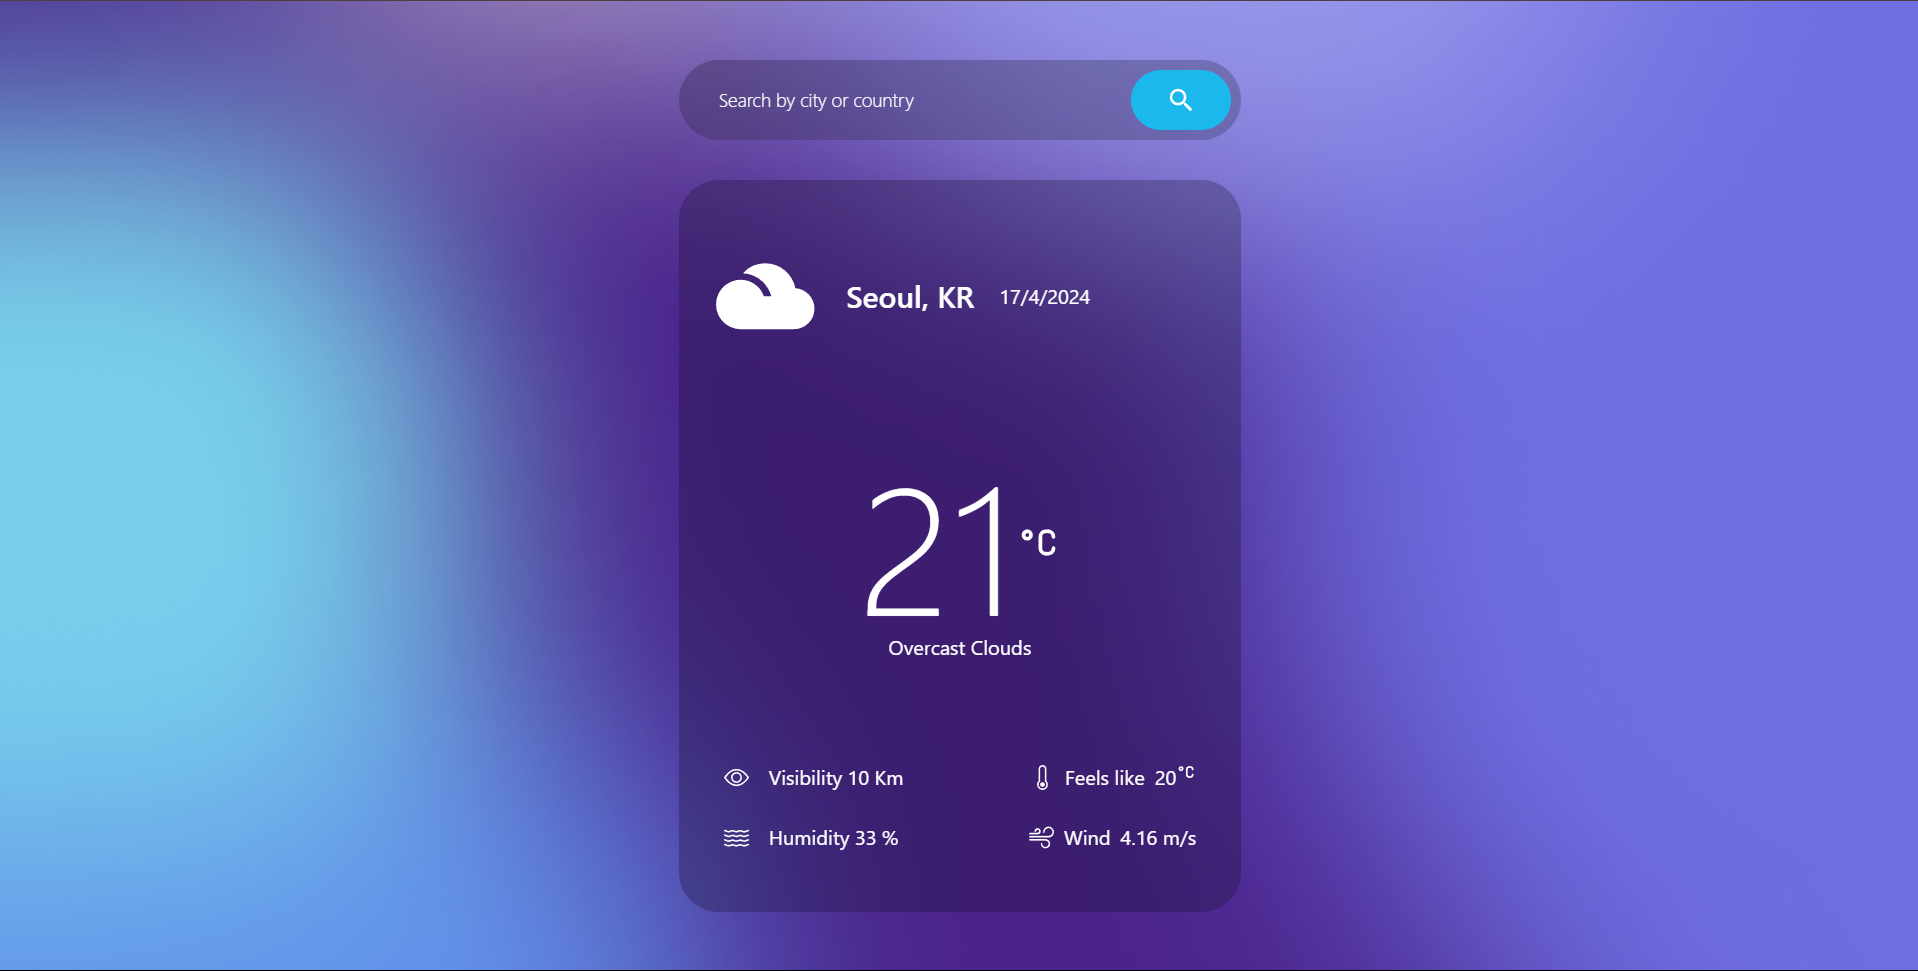 Search by city or country
Seoul, KR 17/4/2024
21 °C
Overcast Clouds
Visibility 10 Km
Feels like 20 °C
Humidity 33 %
Wind 4.16 m/s